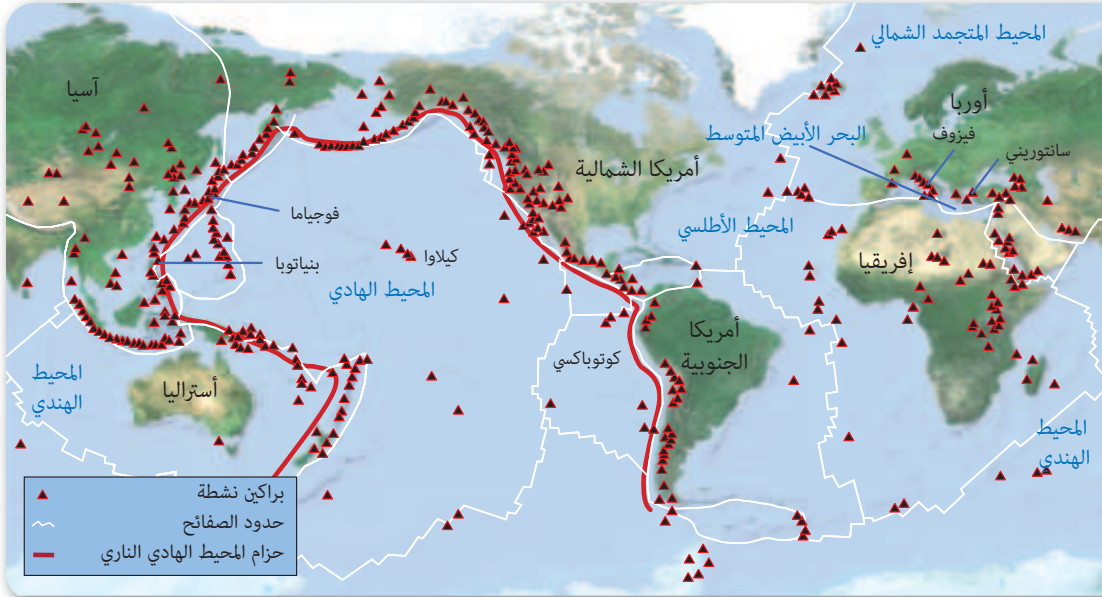 المحيط المتجمد الشمالي
آسيا
أوربا
فيزوف
البحر الأبيض المتوسط
سانتوريني
أمريكا الشمالية
فوجياما
المحيط الأطلسي
كيلاوا
إفريقيا
بنياتوبا
المحيط الهادي
أمريكا
الجنوبية
كوتوباكسي
المحيط
الهندي
أستراليا
المحيط
الهندي
براكين نشطة
حدود الصفائح
حزام المحيط الهادي الناري